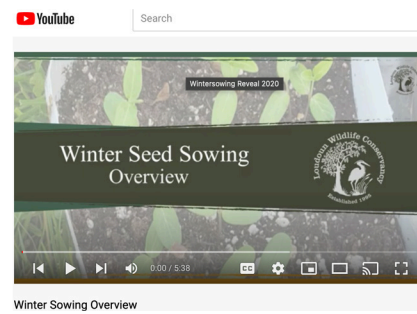 YouTube
Search
Wintersowing Reveal 2020
Winter Seed Sowing
Overview
Loudoun Wildlife Conservancy
Established 1995
0:00 / 5:38
CC
Winter Sowing Overview